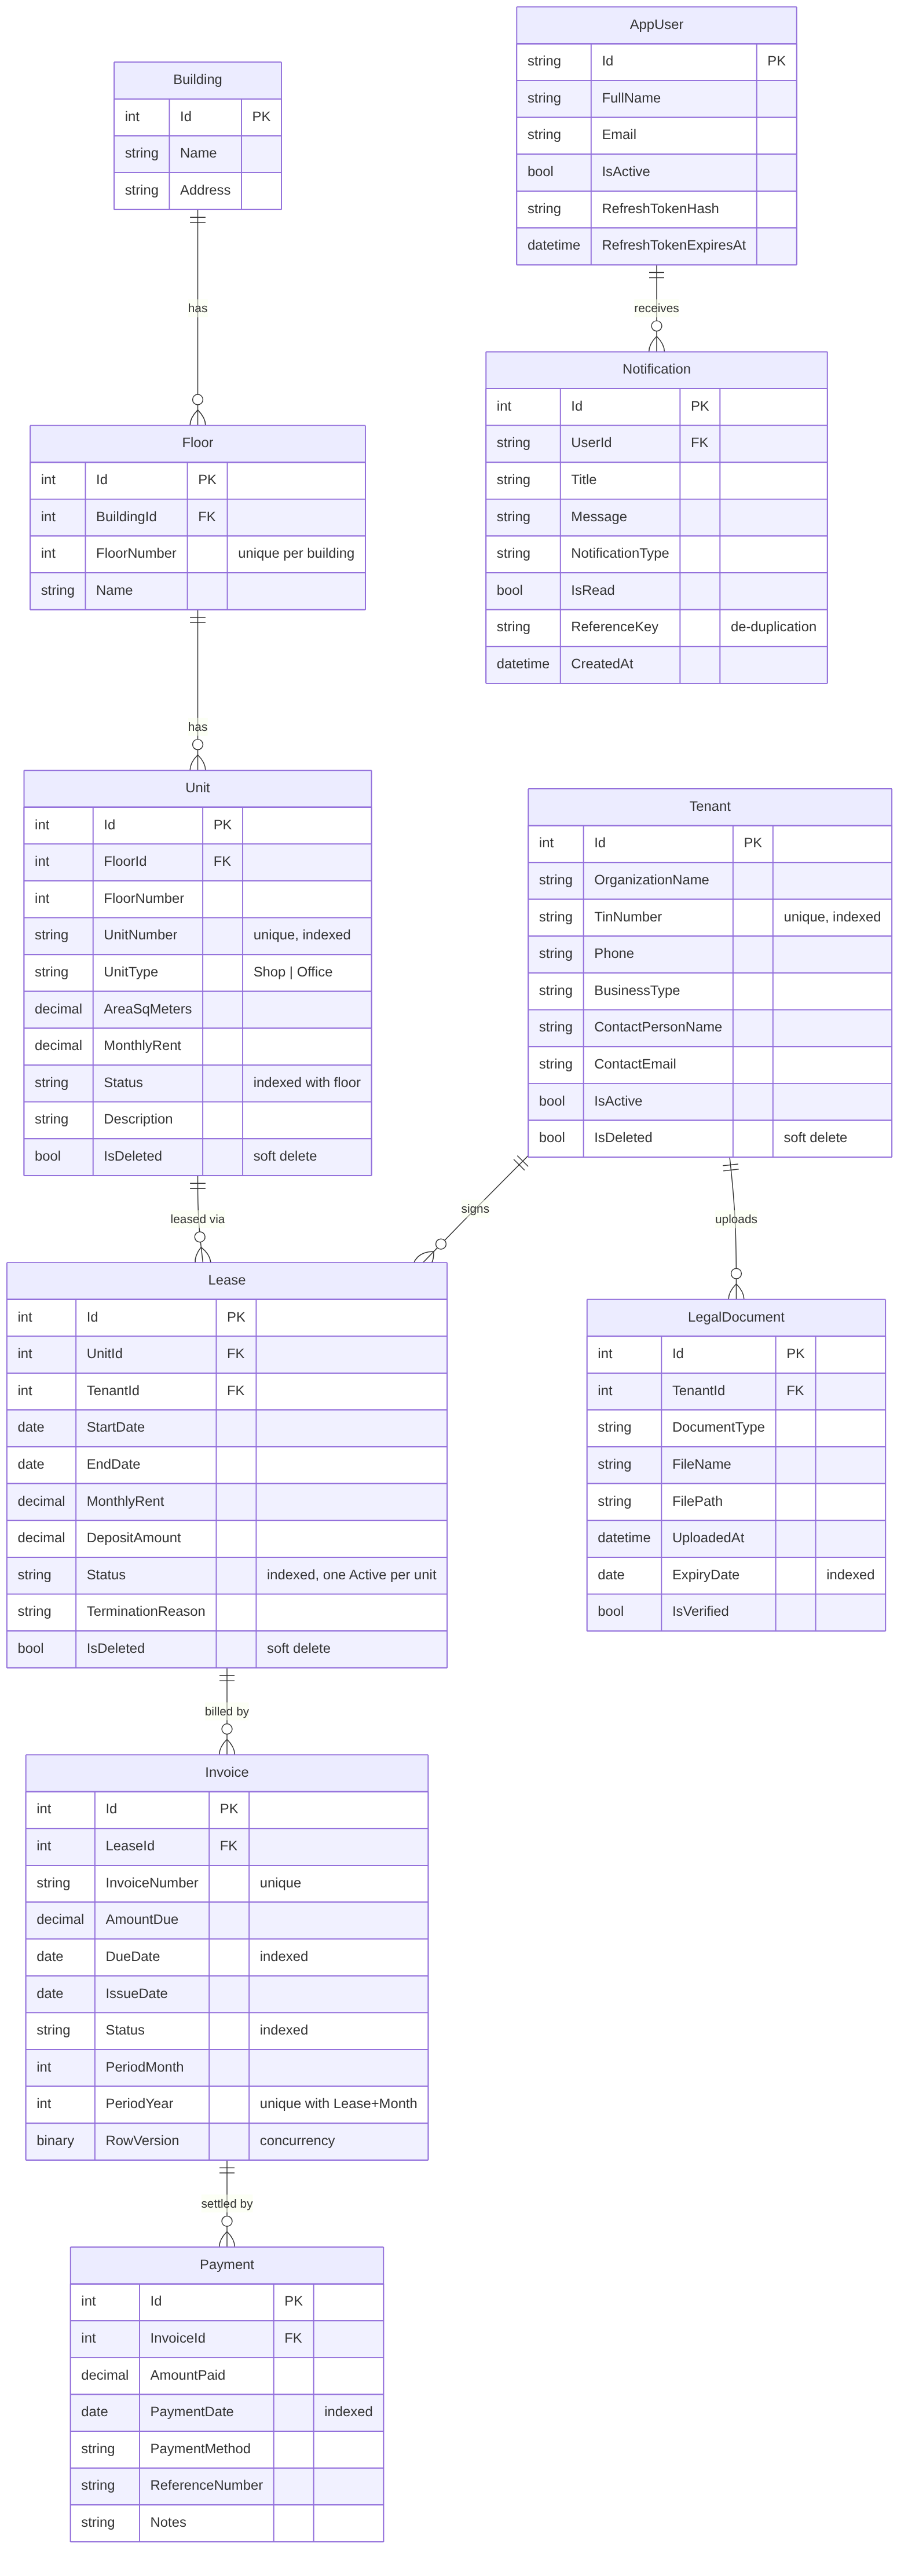 Building
int Id PK
string Name
string Address
has
AppUser
string Id PK
string FullName
string Email
bool IsActive
string RefreshTokenHash
datetime RefreshTokenExpiresAt
receives
Floor
int Id PK
int BuildingId FK
int FloorNumber unique per building
string Name
has
Notification
int Id PK
string UserId FK
string Title
string Message
string NotificationType
bool IsRead
string ReferenceKey de-duplication
datetime CreatedAt
Unit
int Id PK
int FloorId FK
int FloorNumber
string UnitNumber unique, indexed
string UnitType Shop | Office
decimal AreaSqMeters
decimal MonthlyRent
string Status indexed with floor
string Description
bool IsDeleted soft delete
leased via
Tenant
int Id PK
string OrganizationName
string TinNumber unique, indexed
string Phone
string BusinessType
string ContactPersonName
string ContactEmail
bool IsActive
bool IsDeleted soft delete
signs
uploads
Lease
int Id PK
int UnitId FK
int TenantId FK
date StartDate
date EndDate
decimal MonthlyRent
decimal DepositAmount
string Status indexed, one Active per unit
string TerminationReason
bool IsDeleted soft delete
billed by
LegalDocument
int Id PK
int TenantId FK
string DocumentType
string FileName
string FilePath
datetime UploadedAt
date ExpiryDate indexed
bool IsVerified
Invoice
int Id PK
int LeaseId FK
string InvoiceNumber unique
decimal AmountDue
date DueDate indexed
date IssueDate
string Status indexed
int PeriodMonth
int PeriodYear unique with Lease+Month
binary RowVersion concurrency
settled by
Payment
int Id PK
int InvoiceId FK
decimal AmountPaid
date PaymentDate indexed
string PaymentMethod
string ReferenceNumber
string Notes